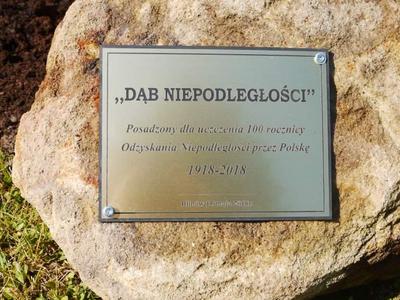 „DĄB NIEPODLEGŁOŚCI”
Posadzony dla uczczenia 100 rocznicy
Odzyskania Niepodległości przez Polskę
1918-2018